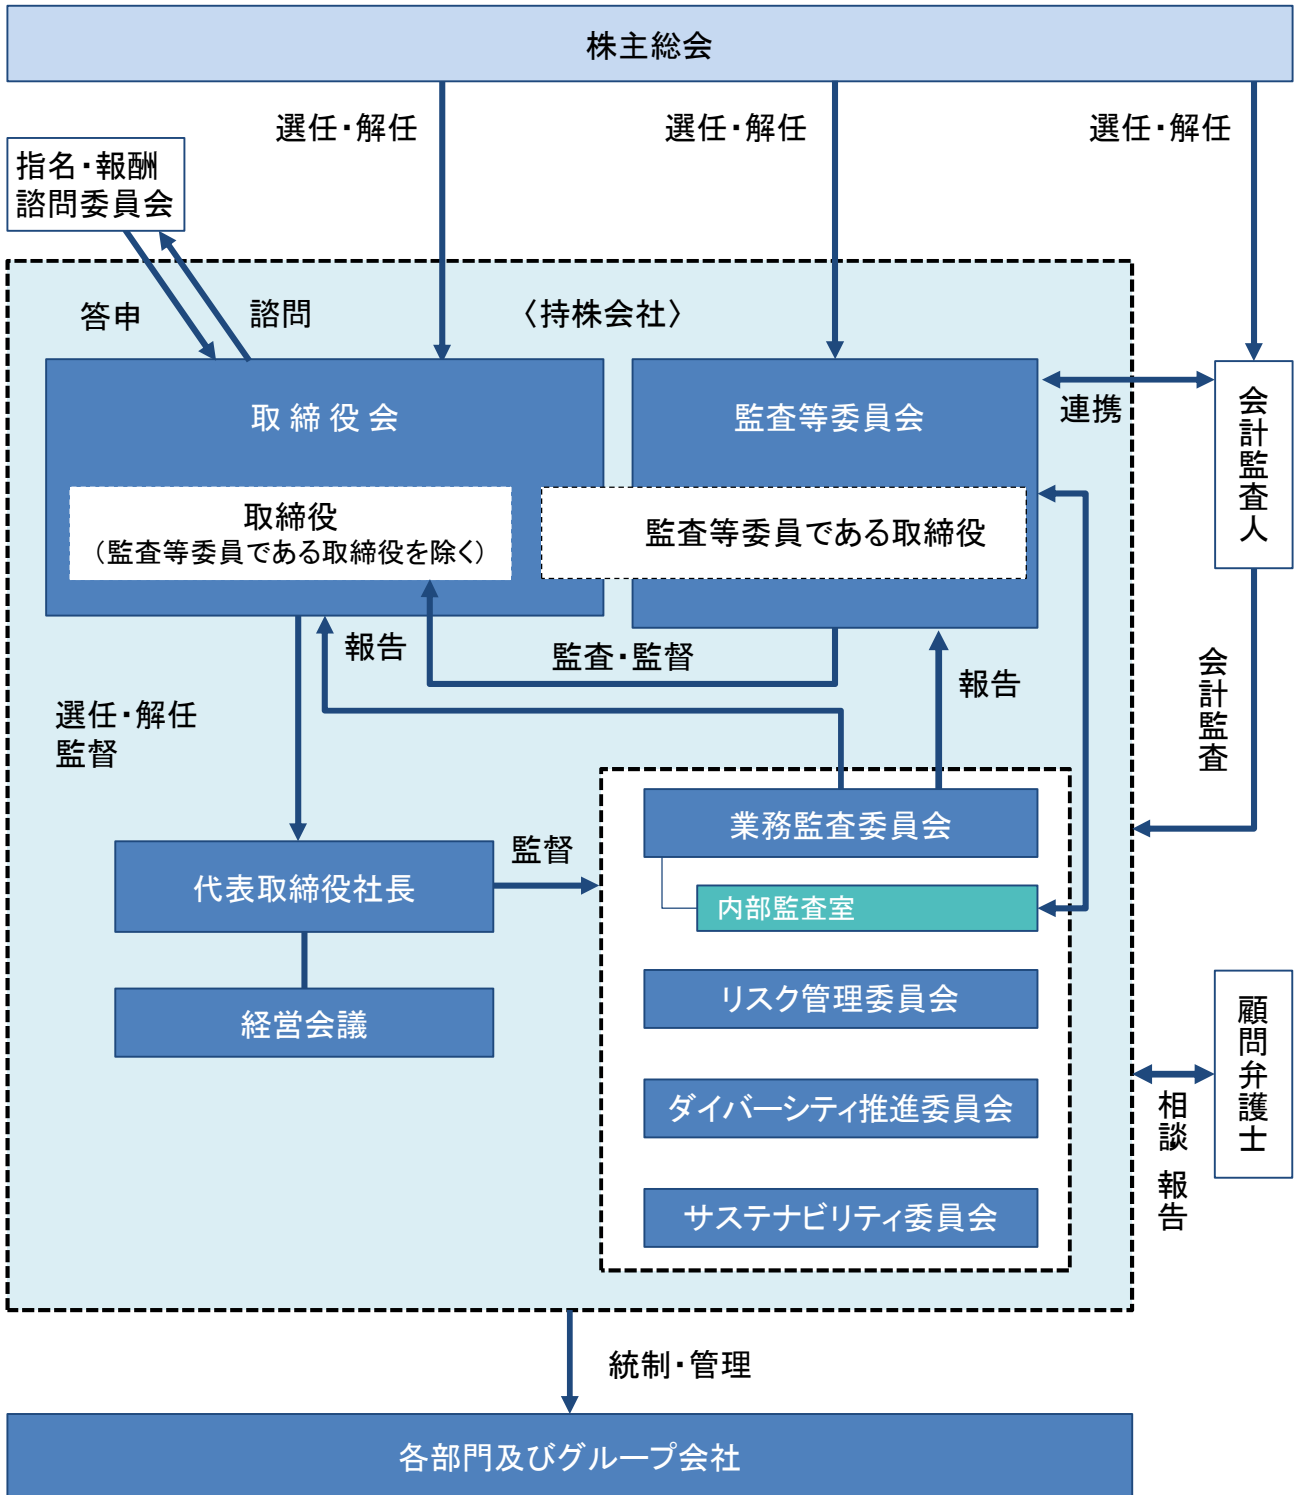 株主総会
選任・解任
選任・解任
選任・解任
指名・報酬
諮問委員会
答申
諮問
〈持株会社〉
取締役会
監査等委員会
連携
会計監査人
取締役
（監査等委員である取締役を除く）
監査等委員である取締役
報告
監査・監督
報告
会計監査
選任・解任
監督
業務監査委員会
監督
代表取締役社長
内部監査室
経営会議
リスク管理委員会
顧問弁護士
ダイバーシティ推進委員会
相談
報告
サステナビリティ委員会
統制・管理
各部門及びグループ会社